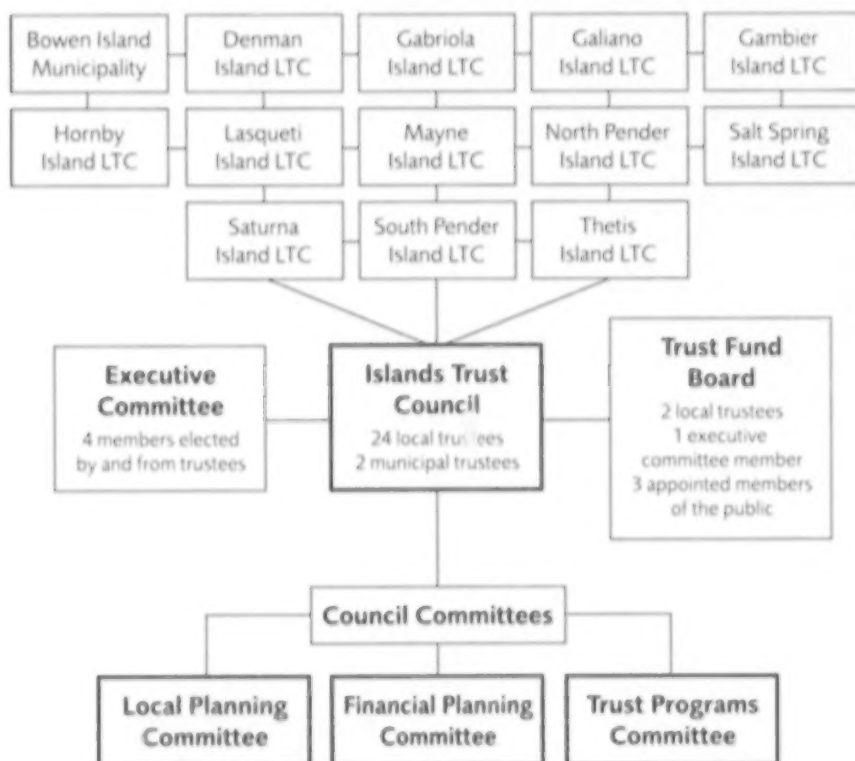 Bowen Island
Municipality
Denman
Island LTC
Gabriola
Island LTC
Galiano
Island LTC
Gambier
Island LTC
Hornby
Island LTC
Lasqueti
Island LTC
Mayne
Island LTC
North Pender
Island LTC
Salt Spring
Island LTC
Saturna
Island LTC
South Pender
Island LTC
Thetis
Island LTC
Executive
Committee
4 members elected
by and from trustees
Islands Trust
Council
24 local trustees
2 municipal trustees
Trust Fund
Board
2 local trustees
1 executive
committee member
3 appointed members
of the public
Council Committees
Local Planning
Committee
Financial Planning
Committee
Trust Programs
Committee